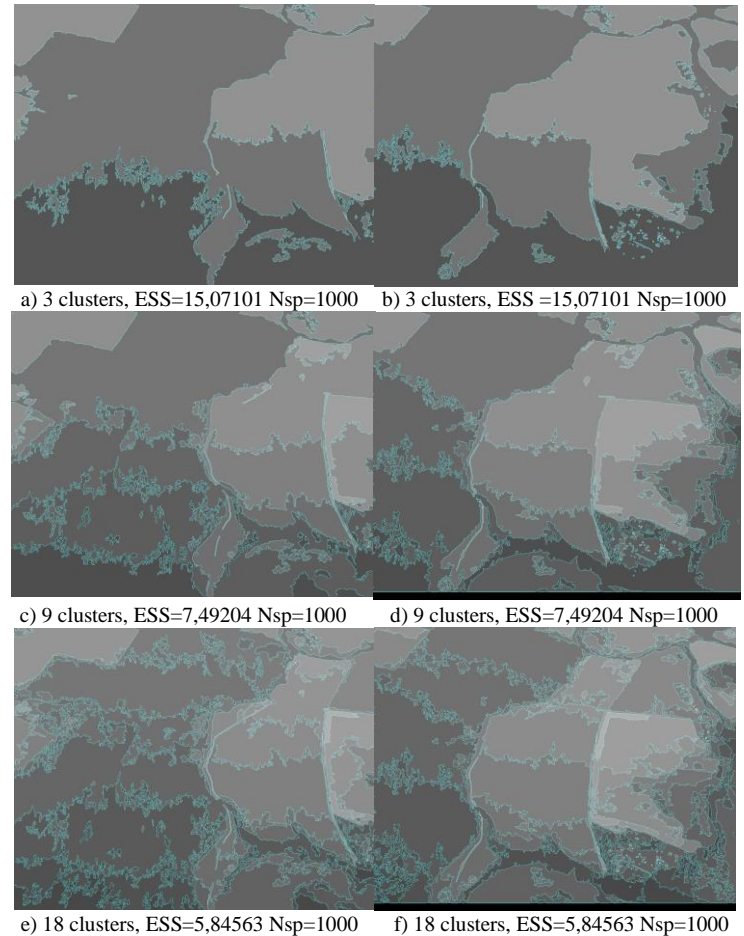 a) 3 clusters, ESS=15,07101 Nsp=1000
b) 3 clusters, ESS =15,07101 Nsp=1000
c) 9 clusters, ESS=7,49204 Nsp=1000
d) 9 clusters, ESS=7,49204 Nsp=1000
e) 18 clusters, ESS=5,84563 Nsp=1000
f) 18 clusters, ESS=5,84563 Nsp=1000